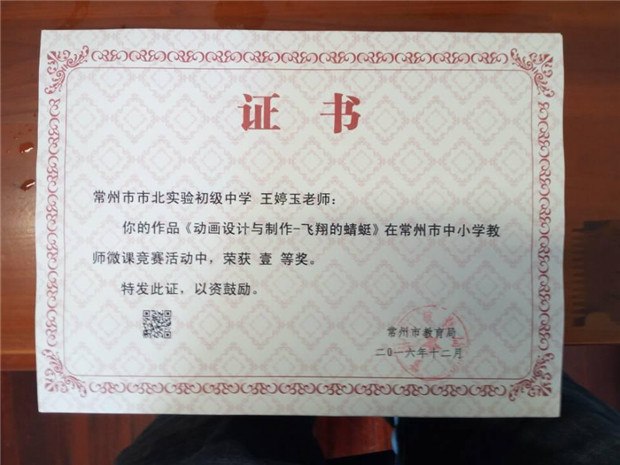 证书
常州市市北实验初级中学 王婷玉老师：
你的作品《动画设计与制作-飞翔的蜻蜓》在常州市中小学教
师微课竞赛活动中，荣获 壹 等奖。
特发此证，以资鼓励。
常州市教育局
二0一六年十二月